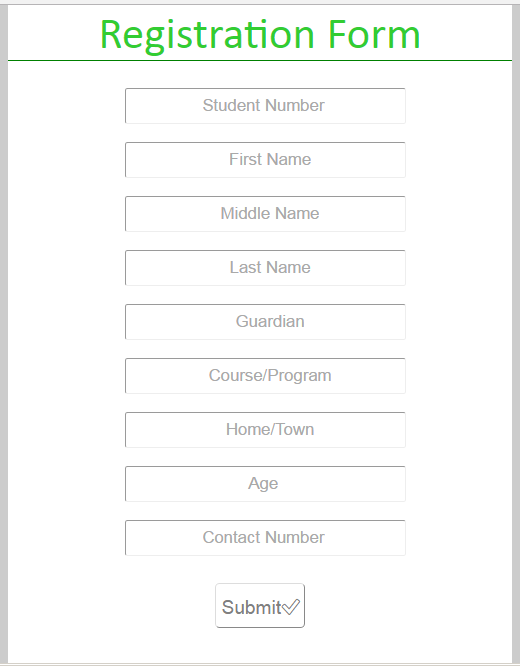 Registration Form
Student Number
First Name
Middle Name
Last Name
Guardian
Course/Program
Home/Town
Age
Contact Number
Submit